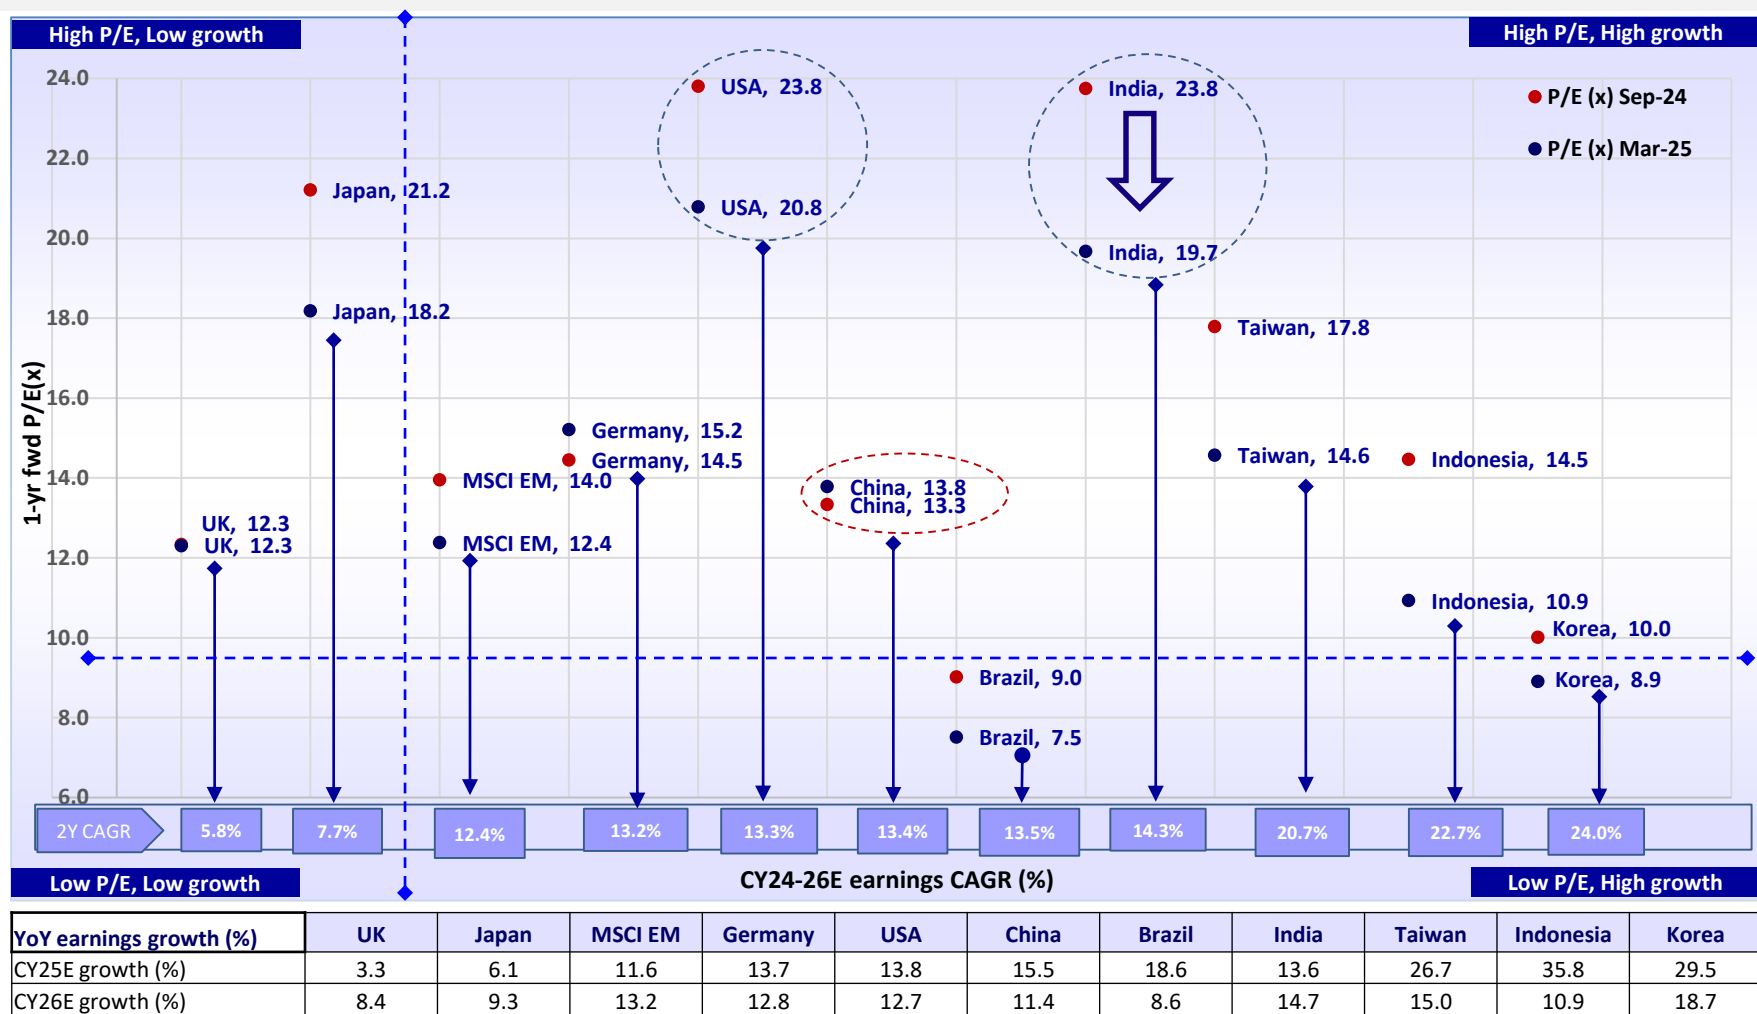 High P/E, Low growth
High P/E, High growth
24.0
22.0
20.0
18.0
16.0
14.0
12.0
10.0
8.0
6.0
1-yr fwd P/E(x)
P/E (x) Sep-24
P/E (x) Mar-25
UK, 12.3
UK, 12.3
Japan, 21.2
Japan, 18.2
MSCI EM, 14.0
MSCI EM, 12.4
Germany, 15.2
Germany, 14.5
USA, 23.8
USA, 20.8
China, 13.8
China, 13.3
Brazil, 9.0
Brazil, 7.5
India, 23.8
India, 19.7
Taiwan, 17.8
Taiwan, 14.6
Indonesia, 14.5
Indonesia, 10.9
Korea, 10.0
Korea, 8.9
2Y CAGR 5.8% 7.7% 12.4% 13.2% 13.3% 13.4% 13.5% 14.3% 20.7% 22.7% 24.0%
Low P/E, Low growth
CY24-26E earnings CAGR (%)
Low P/E, High growth
YoY earnings growth (%) UK Japan MSCI EM Germany USA China Brazil India Taiwan Indonesia Korea
CY25E growth (%) 3.3 6.1 11.6 13.7 13.8 15.5 18.6 13.6 26.7 35.8 29.5
CY26E growth (%) 8.4 9.3 13.2 12.8 12.7 11.4 8.6 14.7 15.0 10.9 18.7